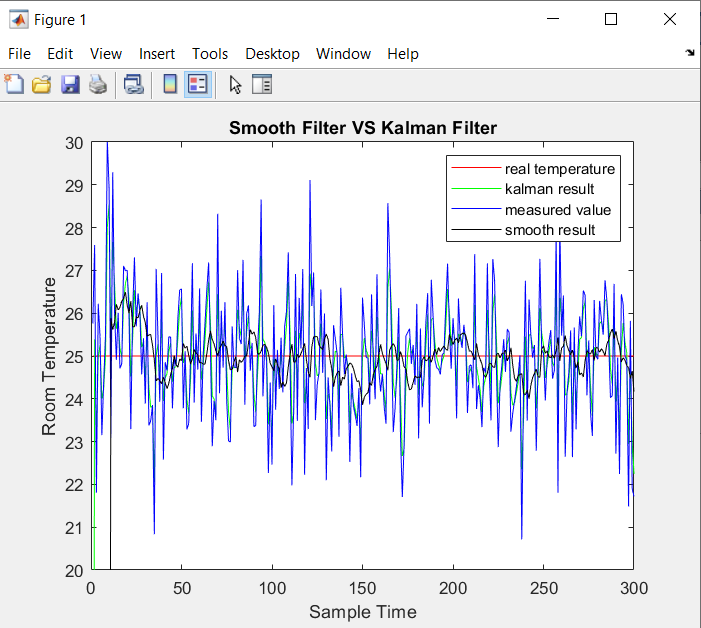 Figure 1
File Edit View Insert Tools Desktop Window Help
Smooth Filter VS Kalman Filter
30
29
28
27
26
25
24
23
22
21
20
Room Temperature
real temperature
kalman result
measured value
smooth result
0 50 100 150 200 250 300
Sample Time